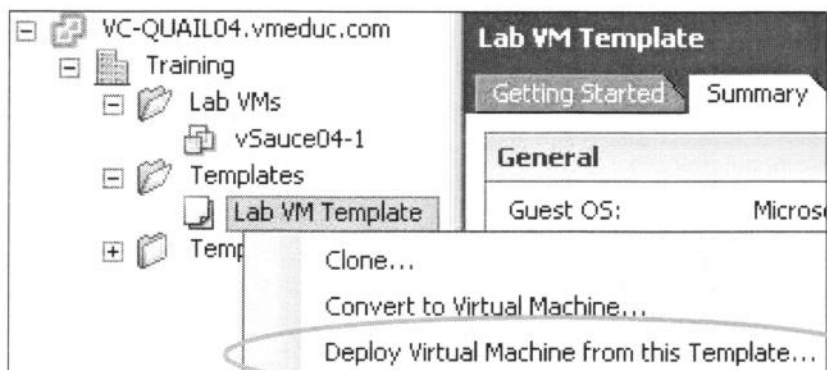 VC-QUAIL04.vmeduc.com
Training
Lab VMs
vSauce04-1
Templates
Lab VM Template
Lab VM Template
Getting Started Summary
General
Guest OS:
Clone...
Convert to Virtual Machine...
Deploy Virtual Machine from this Template...